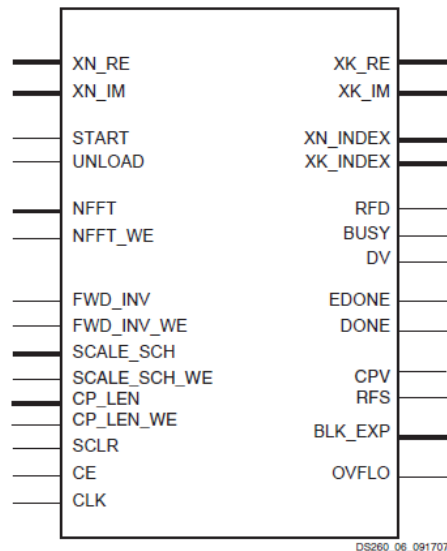 XN_RE
XN_IM
START
UNLOAD
NFFT
NFFT_WE
FWD_INV
FWD_INV_WE
SCALE_SCH
SCALE_SCH_WE
CP_LEN
CP_LEN_WE
SCLR
CE
CLK
XK_RE
XK_IM
XN_INDEX
XK_INDEX
RFD
BUSY
DV
EDONE
DONE
CPV
RFS
BLK_EXP
OVFLO
DS260_06_091707